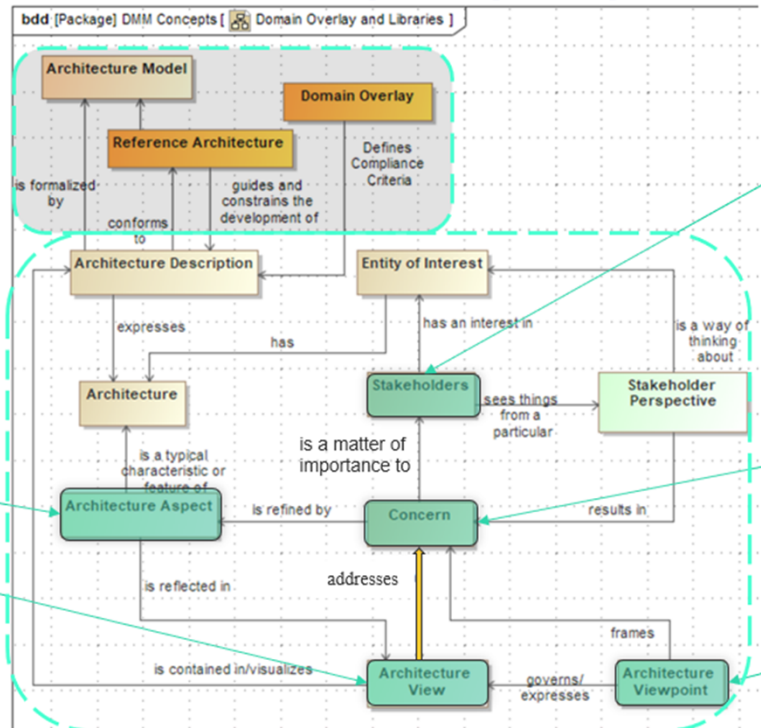 bdd [Package] DMM Concepts [ Domain Overlay and Libraries ]
Architecture Model
Domain Overlay
Reference Architecture
Defines
Compliance
Criteria
is formalized
by
guides and
constrains the
development of
conforms
to
Architecture Description
Entity of Interest
expresses
has an interest in
is a way of
thinking
about
has
Architecture
Stakeholders
sees things
from a
particular
Stakeholder
Perspective
is a typical
characteristic or
feature of
is a matter of
importance to
Architecture Aspect
is refined by
Concern
results in
is reflected in
addresses
frames
is contained in/visualizes
Architecture
View
governs/
expresses
Architecture
Viewpoint